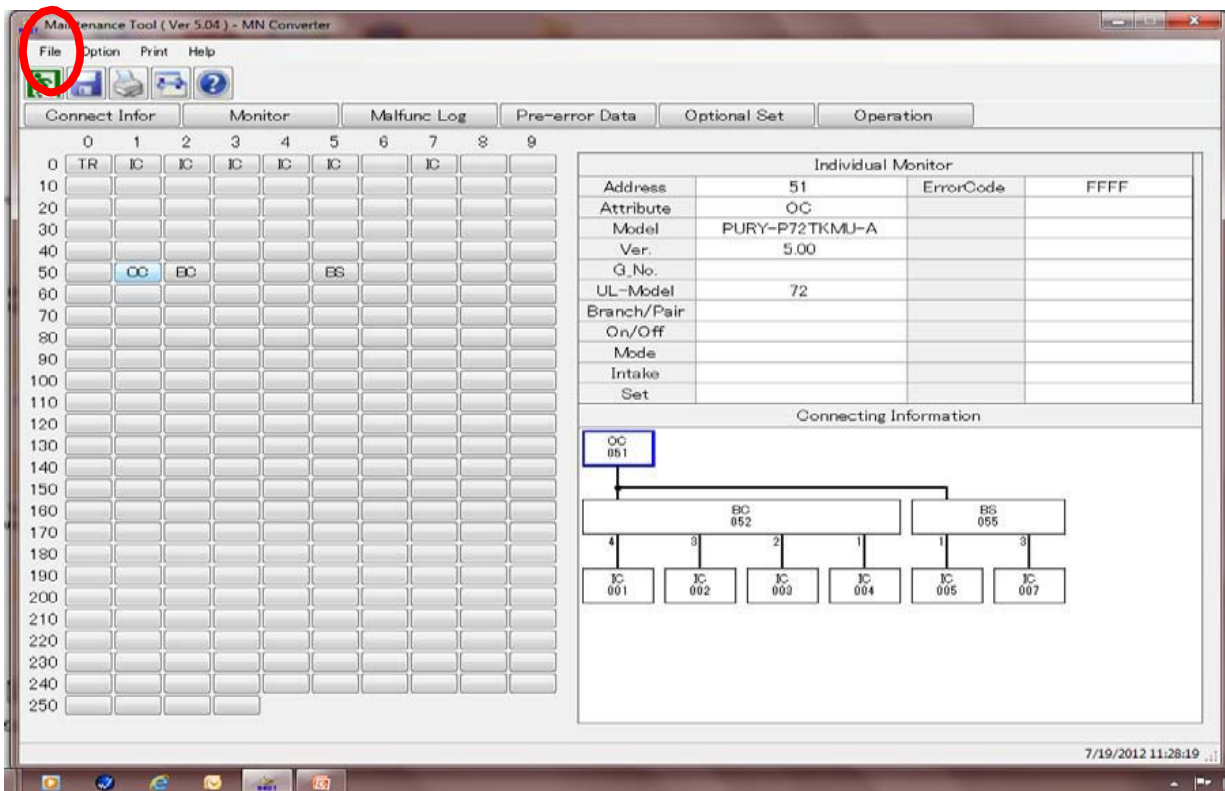 Maintenance Tool ( Ver 5.04 ) - MN Converter
File Option Print Help
Connect Infor Monitor Malfunc Log Pre-error Data Optional Set Operation
0 1 2 3 4 5 6 7 8 9
0 TR IC IC IC IC IC IC
10
20
30
40
50 OC BC BS
60
70
80
90
100
110
120
130
140
150
160
170
180
190
200
210
220
230
240
250
Individual Monitor
Address 51 ErrorCode FFFF
Attribute OC
Model PURY-P72TKMU-A
Ver. 5.00
G_No.
UL-Model 72
Branch/Pair
On/Off
Mode
Intake
Set
Connecting Information
OC
051
BC BS
052 055
4 3 2 1 1 3
IC IC IC IC IC IC
001 002 003 004 005 007
7/19/2012 11:28:19